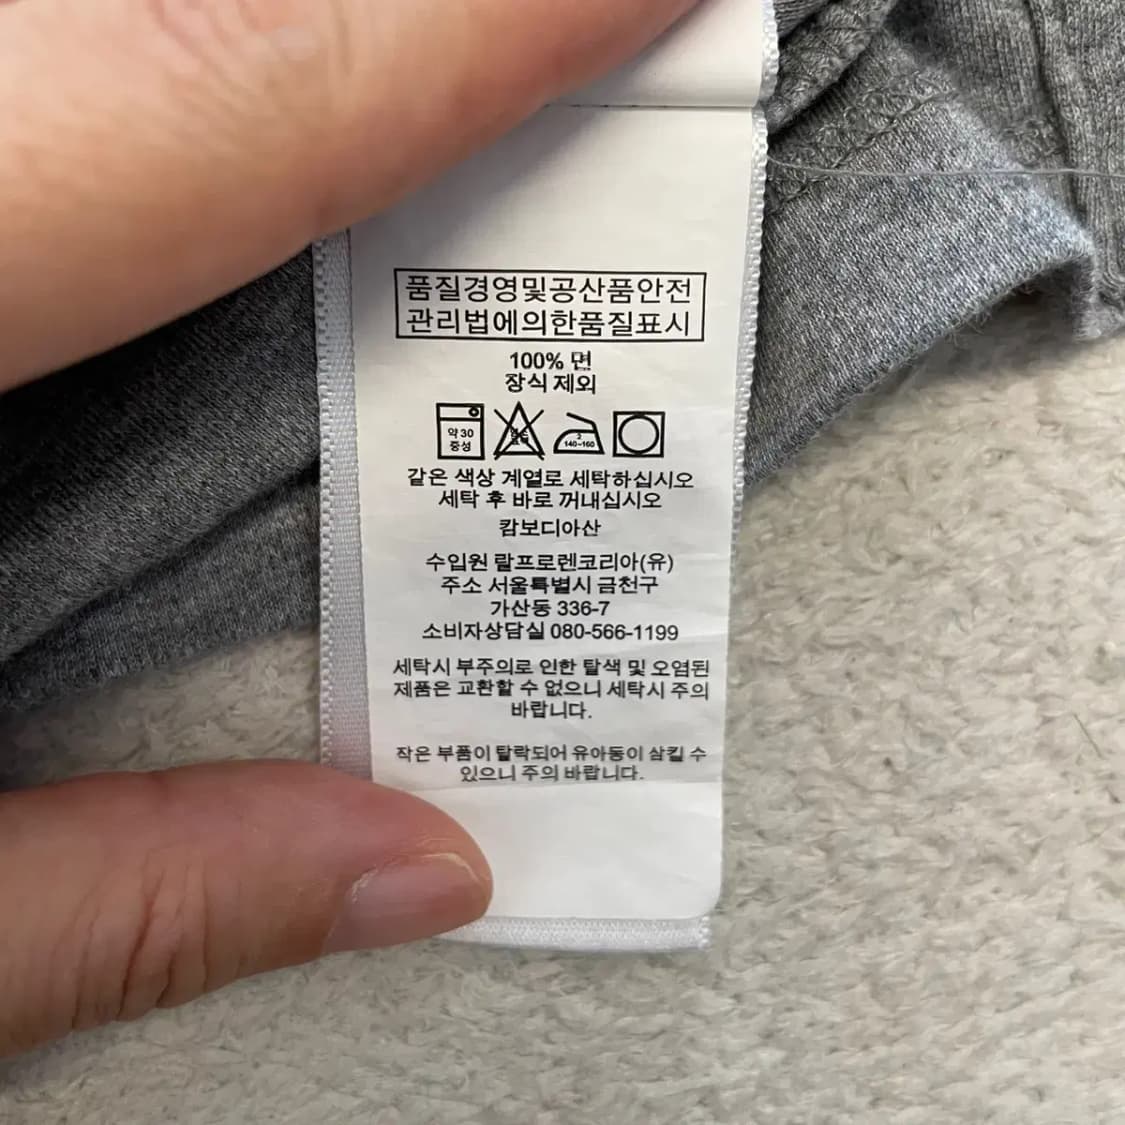 품질경영및공산품안전
관리법에의한품질표시
100% 면
장식 제외
약 30
중성
2
140~160
같은 색상 계열로 세탁하십시오
세탁 후 바로 꺼내십시오
캄보디아산
수입원 랄프로렌코리아(유)
주소 서울특별시 금천구
가산동 336-7
소비자상담실 080-566-1199
세탁시 부주의로 인한 탈색 및 오염된
제품은 교환할 수 없으니 세탁시 주의
바랍니다.
작은 부품이 탈락되어 유아동이 삼킬 수
있으니 주의 바랍니다.